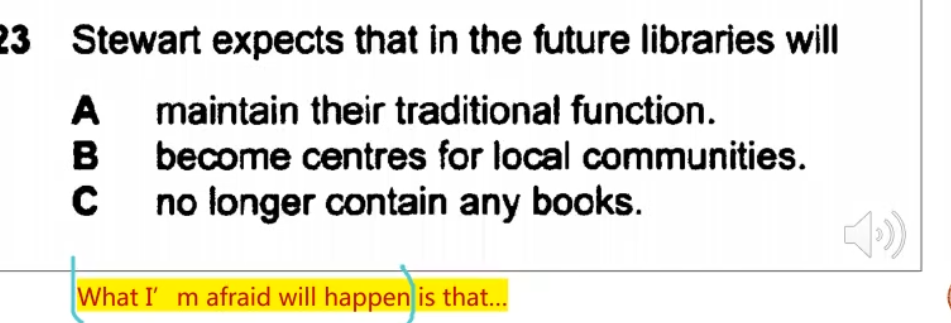 23 Stewart expects that in the future libraries will
A maintain their traditional function.
B become centres for local communities.
C no longer contain any books.
What I’m afraid will happen is that...